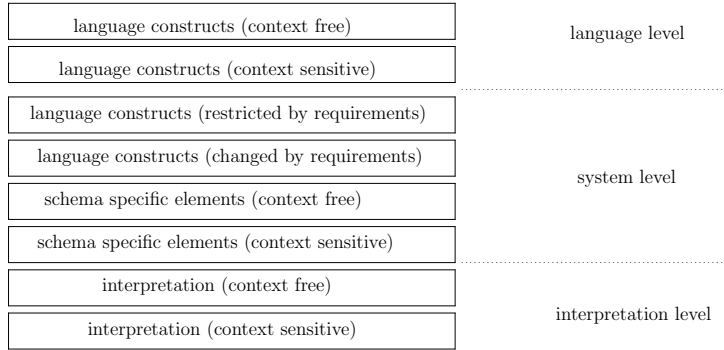 language constructs (context free)
language level
language constructs (context sensitive)
language constructs (restricted by requirements)
language constructs (changed by requirements)
system level
schema specific elements (context free)
schema specific elements (context sensitive)
interpretation (context free)
interpretation level
interpretation (context sensitive)